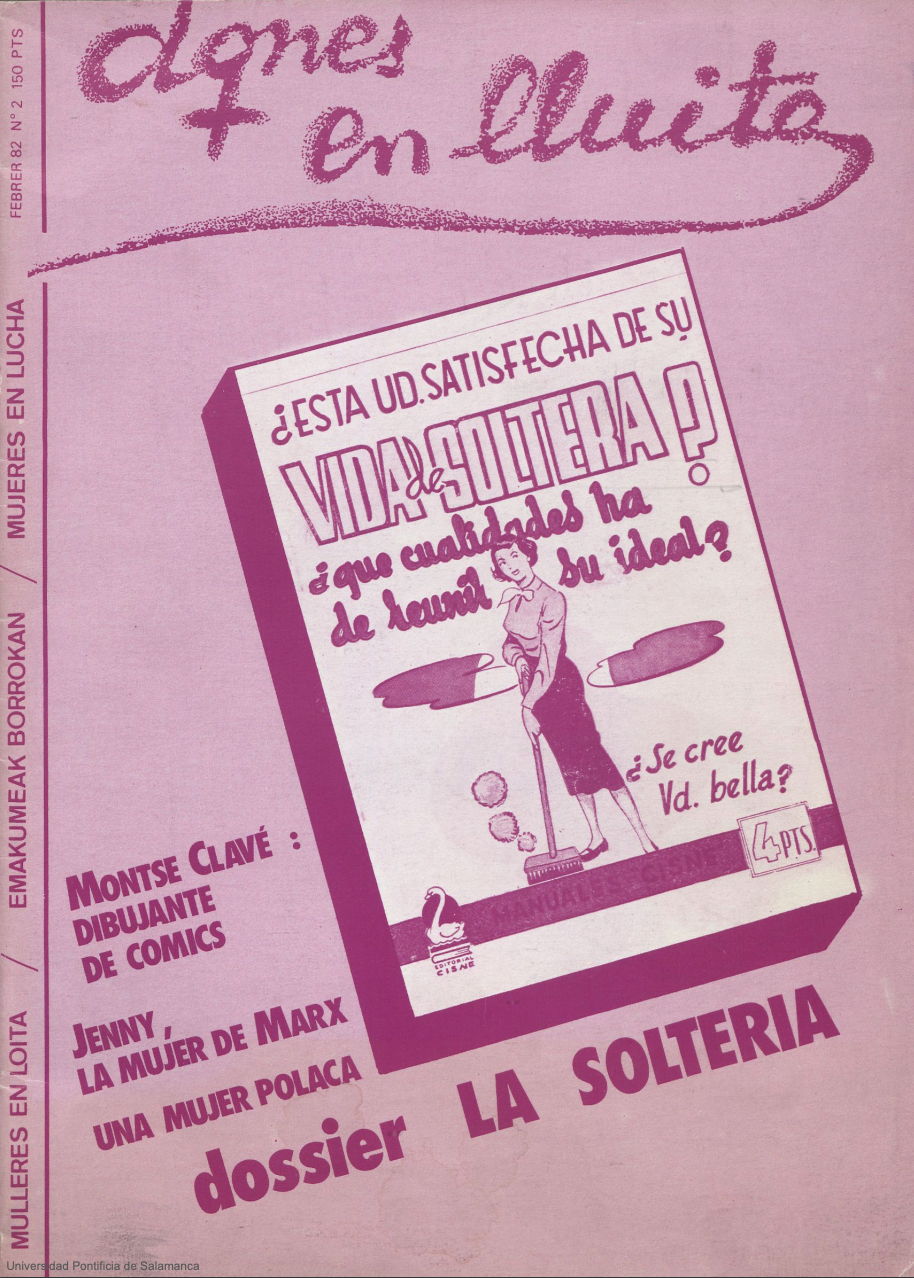 dones
en lluita
FEBRER 82 N° 2 150 PTS
MULLERES EN LOITA / EMAKUMEAK BORROKAN / MUJERES EN LUCHA
¿ESTA UD. SATISFECHA DE SU
VIDA de SOLTERA?
¿que cualidades ha
de reunir su ideal?
¿Se cree
Vd. bella?
4 PTS.
MANUALES CISNE
EDITORIAL
CISNE
MONTSE CLAVÉ :
DIBUJANTE
DE COMICS
JENNY,
LA MUJER DE MARX
UNA MUJER POLACA
dossier LA SOLTERIA
Universidad Pontificia de Salamanca